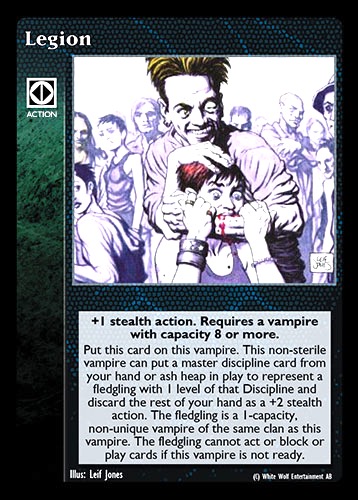 Legion
ACTION
LEIF
JONES
+1 stealth action. Requires a vampire
with capacity 8 or more.
Put this card on this vampire. This non-sterile
vampire can put a master discipline card from
your hand or ash heap in play to represent a
fledgling with 1 level of that Discipline and
discard the rest of your hand as a +2 stealth
action. The fledgling is a 1-capacity,
non-unique vampire of the same clan as this
vampire. The fledgling cannot act or block or
play cards if this vampire is not ready.
Illus: Leif Jones
(C) White Wolf Entertainment AB